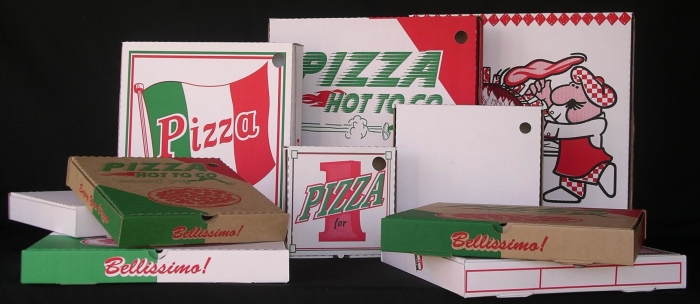 Pizza
PIZZA
HOT TO GO
PIZZA
for
1
PIZZA
HOT TO GO
Bellissimo!
Bellissimo!
Bellissimo!